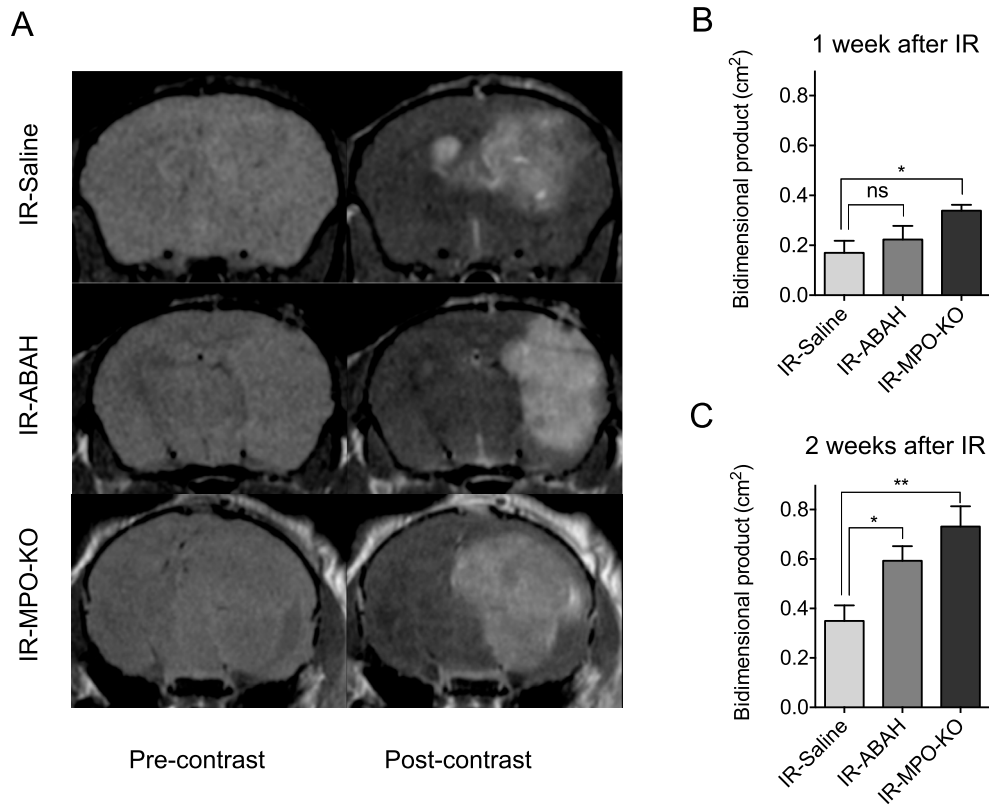 A
IR-Saline
IR-ABAH
IR-MPO-KO
Pre-contrast
Post-contrast
B
1 week after IR
Bidimensional product (cm²)
0.8
0.4
0.2
0.0
*
ns
IR-Saline
IR-ABAH
IR-MPO-KO
C
2 weeks after IR
Bidimensional product (cm²)
0.8
0.6
0.4
0.2
0.0
**
*
IR-Saline
IR-ABAH
IR-MPO-KO